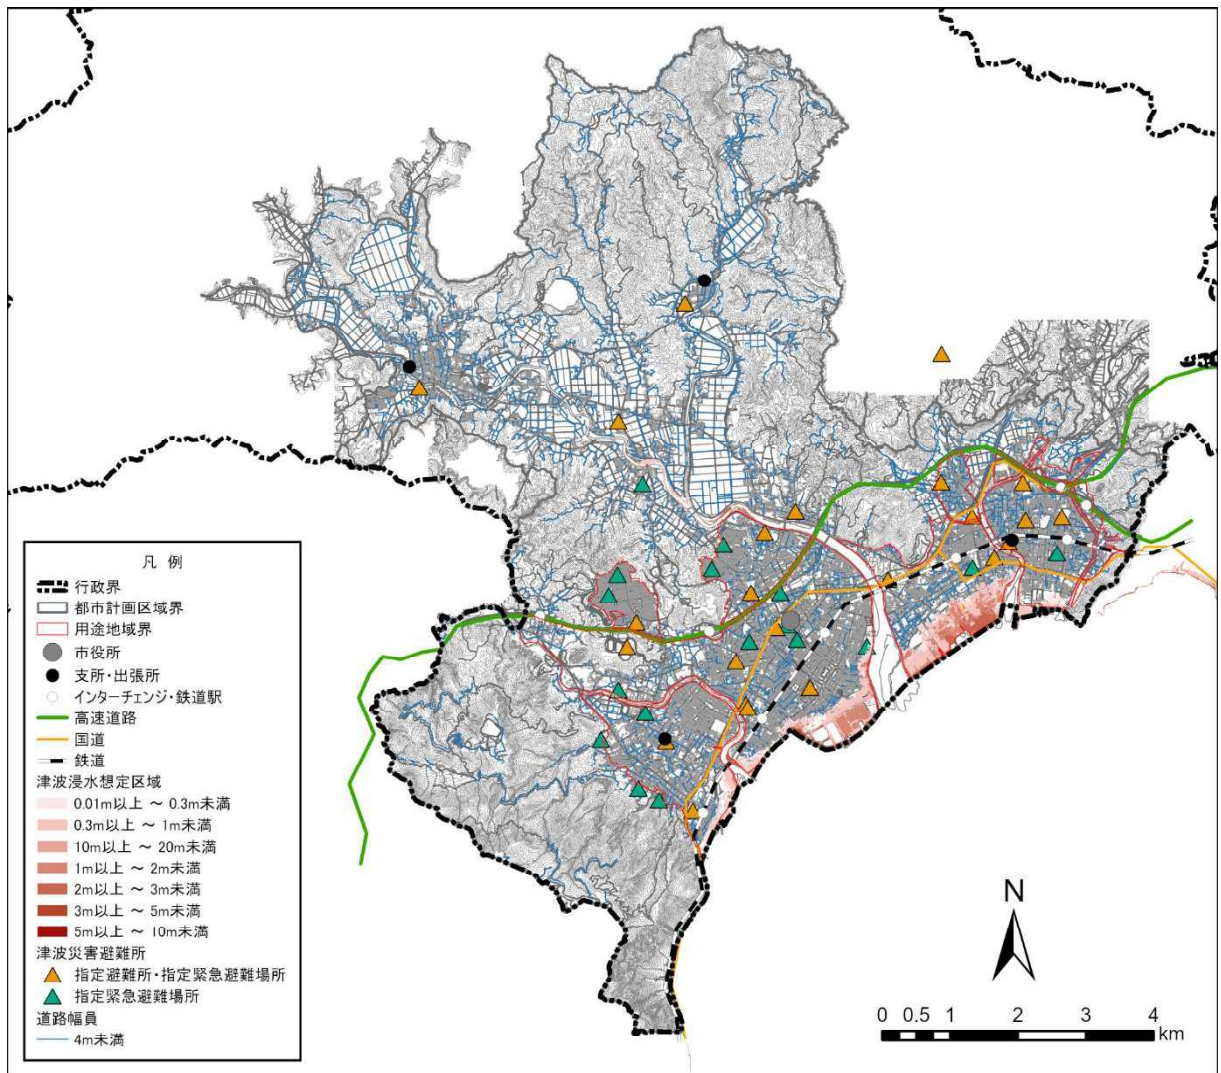 凡 例
行政界
都市計画区域界
用途地域界
市役所
支所・出張所
インターチェンジ・鉄道駅
高速道路
国道
鉄道
津波浸水想定区域
0.01m以上 ～ 0.3m未満
0.3m以上 ～ 1m未満
10m以上 ～ 20m未満
1m以上 ～ 2m未満
2m以上 ～ 3m未満
3m以上 ～ 5m未満
5m以上 ～ 10m未満
津波災害避難所
指定避難所・指定緊急避難場所
指定緊急避難場所
道路幅員
4m未満
N
0 0.5 1 2 3 4
km